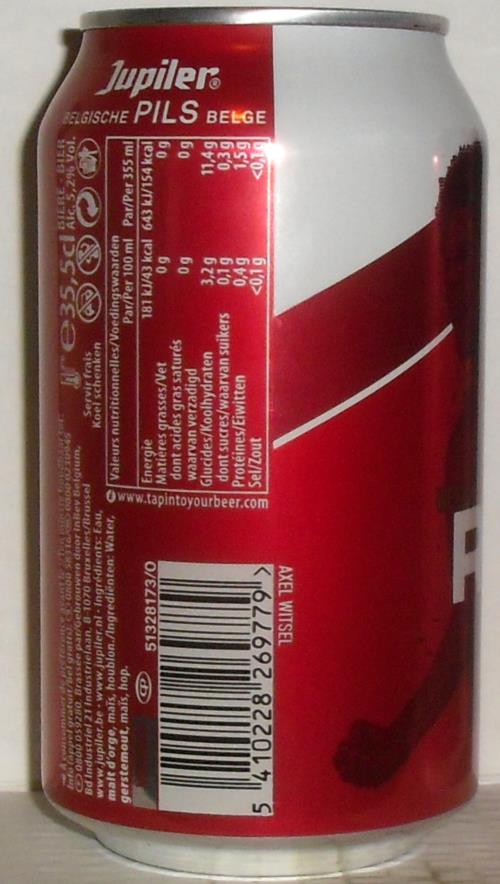 Jupiler®
BELGISCHE PILS BELGE
BIÈRE - BIER
Alc. 5,2% Vol.
e35,5cl
Servir frais
Koel schenken
Valeurs nutritionnelles/Voedingswaarden
Par/Per 100 ml Par/Per 355 ml
Energie 181 kJ/43 kcal 643 kJ/154 kcal
Matières grasses/Vet 0 g 0 g
dont acides gras saturés
waarvan verzadigd 0 g 0 g
Glucides/Koolhydraten 3,2 g 11,4 g
dont sucres/waarvan suikers 0,1 g 0,3 g
Protéines/Eiwitten 0,4 g 1,5 g
Sel/Zout <0,1 g <0,1 g
www.tapintoyourbeer.com
0800 059280. Brassée par/gebrouwen door InBev Belgium,
Bd Industriel 21 Industrielaan, B-1070 Bruxelles/Brussel
www.jupiler.be - www.jupiler.nl - Ingrédients: Eau,
malt d'orge, maïs, houblon./Ingrediënten: Water,
gerstemout, maïs, hop.
51328173/O
5 410228 269779 >
AXEL WITSEL